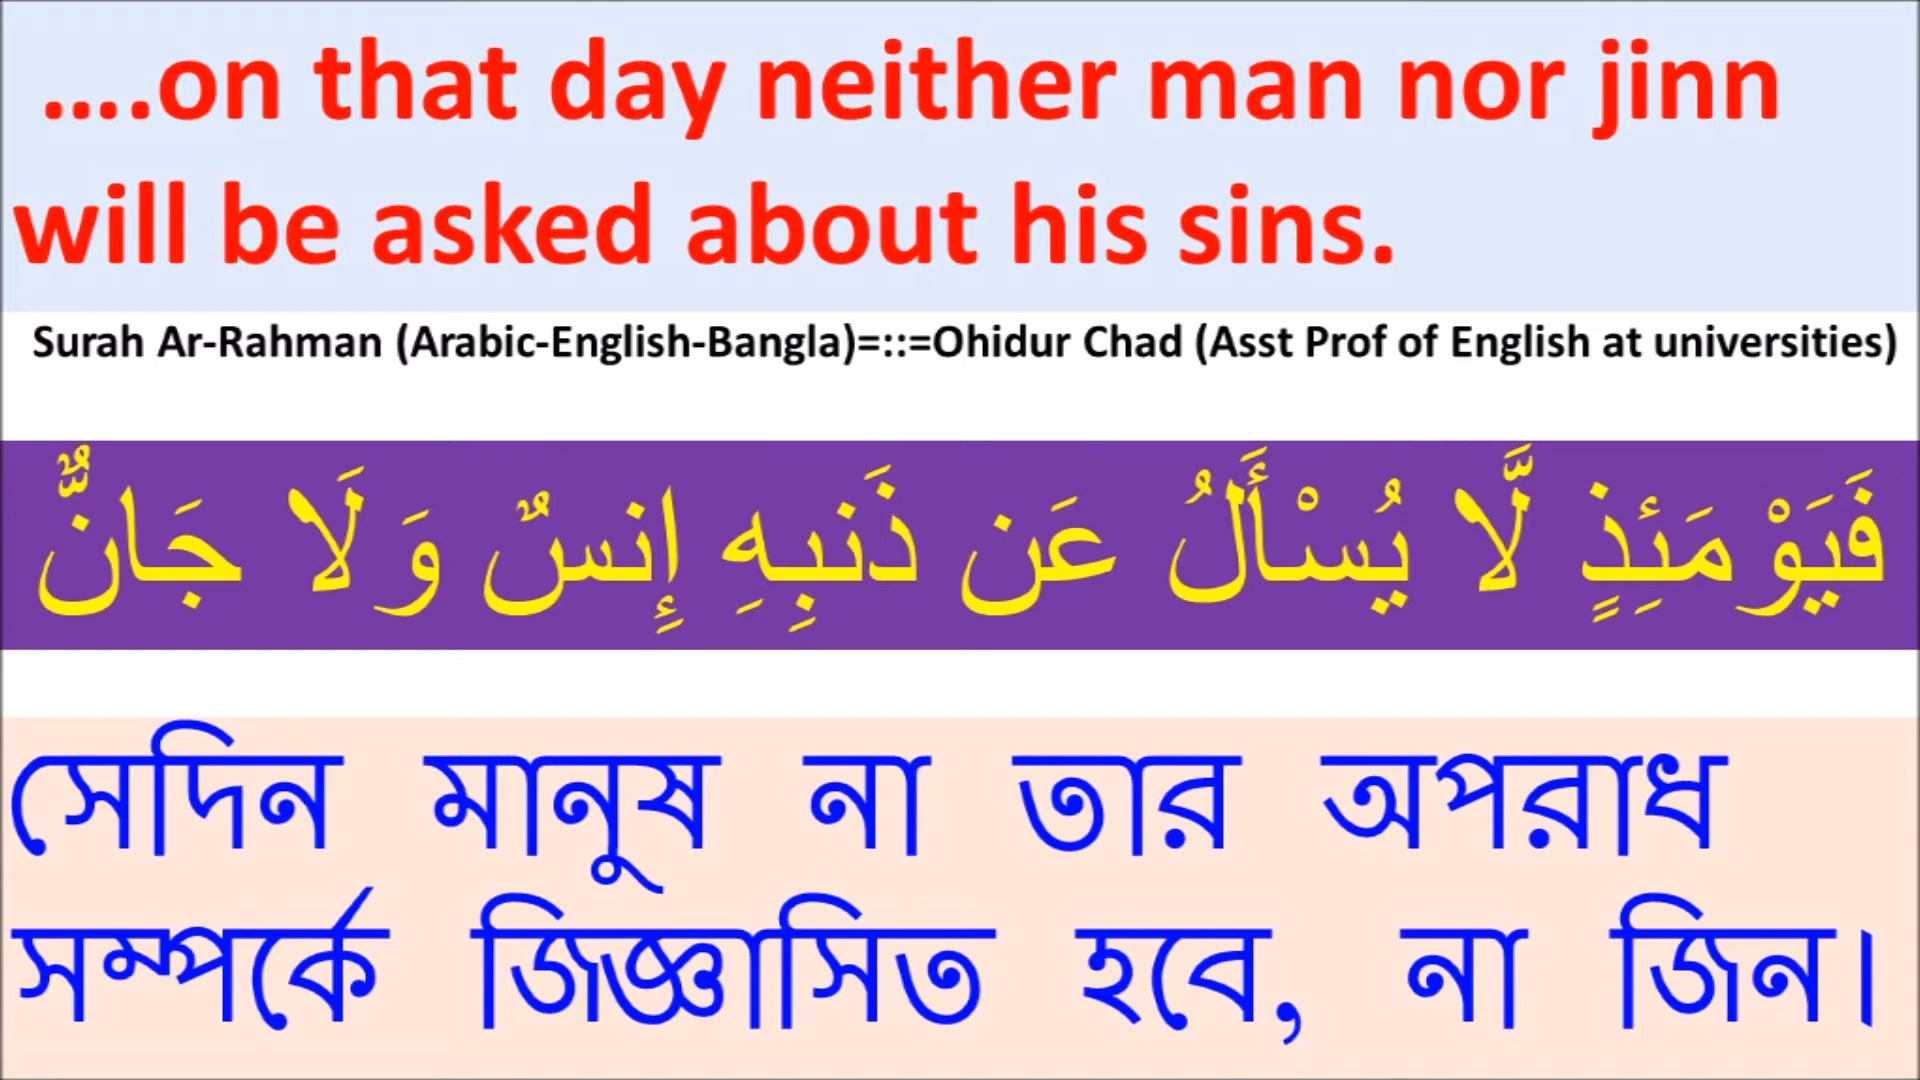 ....on that day neither man nor jinn
will be asked about his sins.
Surah Ar-Rahman (Arabic-English-Bangla)=::=Ohidur Chad (Asst Prof of English at universities)
فَيَوْمَئِذٍ لَّا يُسْأَلُ عَن ذَنبِهِ إِنسٌ وَلَا جَانٌّ
সেদিন মানুষ না তার অপরাধ
সম্পর্কে জিজ্ঞাসিত হবে, না জিন।